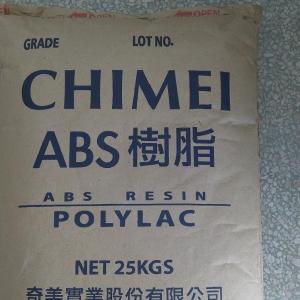 OPEN
GRADE LOT NO.
CHIMEI
ABS 樹脂
ABS RESIN
POLYLAC
NET 25KGS
奇美實業股份有限公司